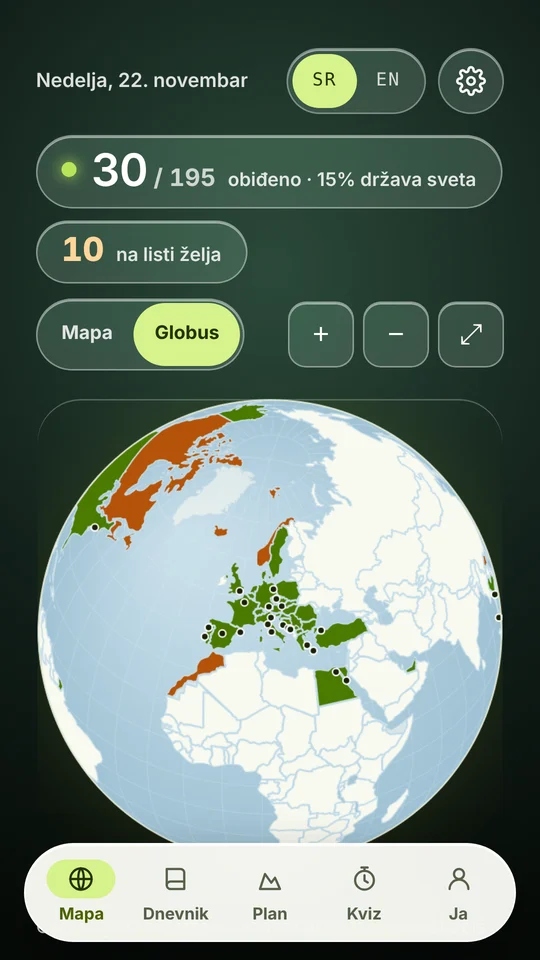 Nedelja, 22. novembar
SR EN
30 / 195 obiđeno · 15% država sveta
10 na listi želja
Mapa Globus
+ −
Mapa Dnevnik Plan Kviz Ja